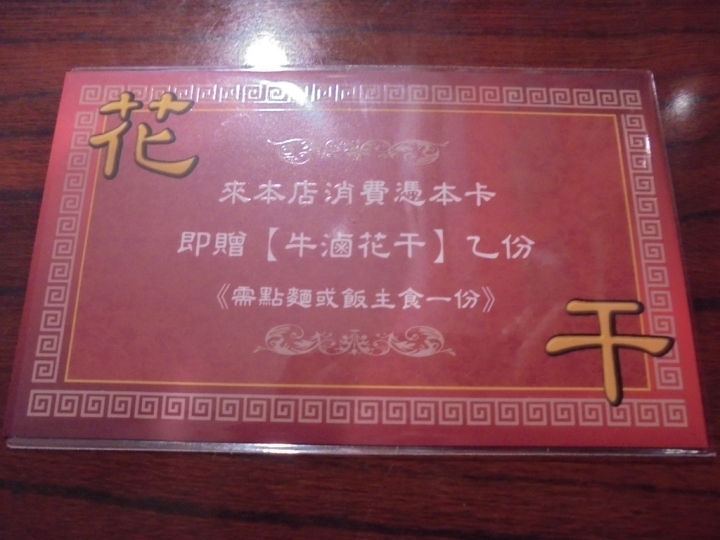 花
來本店消費憑本卡
即贈【牛滷花干】乙份
《需點麵或飯主食一份》
干